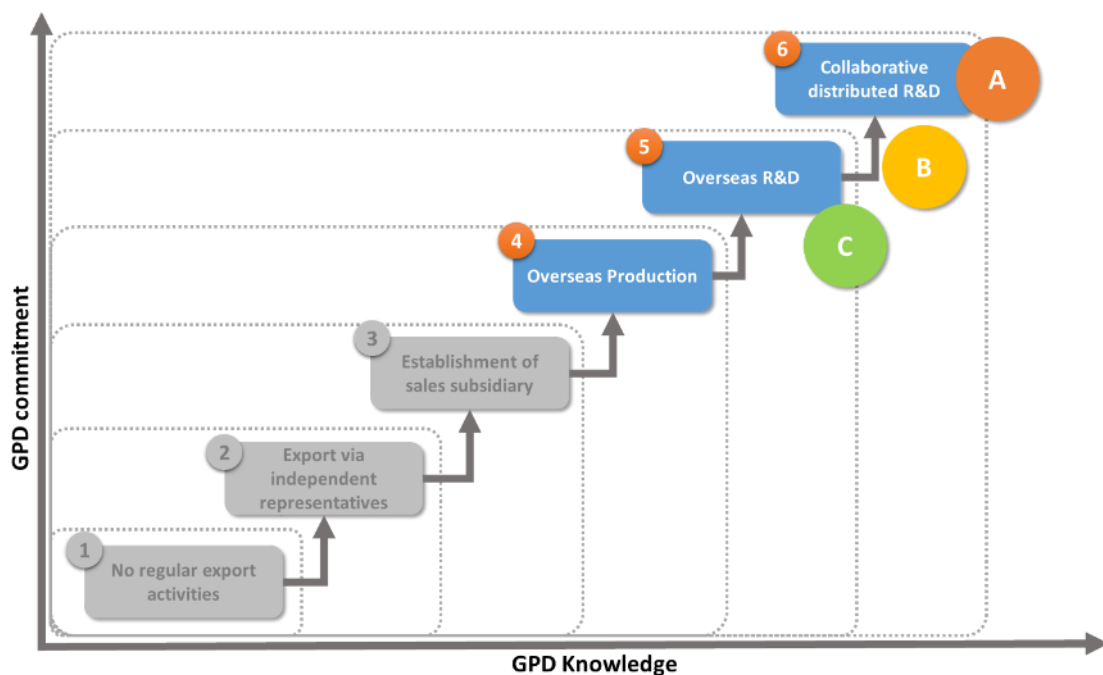 6
Collaborative
distributed R&D
A
5
Overseas R&D
B
4
Overseas Production
C
3
Establishment of
sales subsidiary
2
Export via
independent
representatives
1
No regular export
activities
GPD commitment
GPD Knowledge